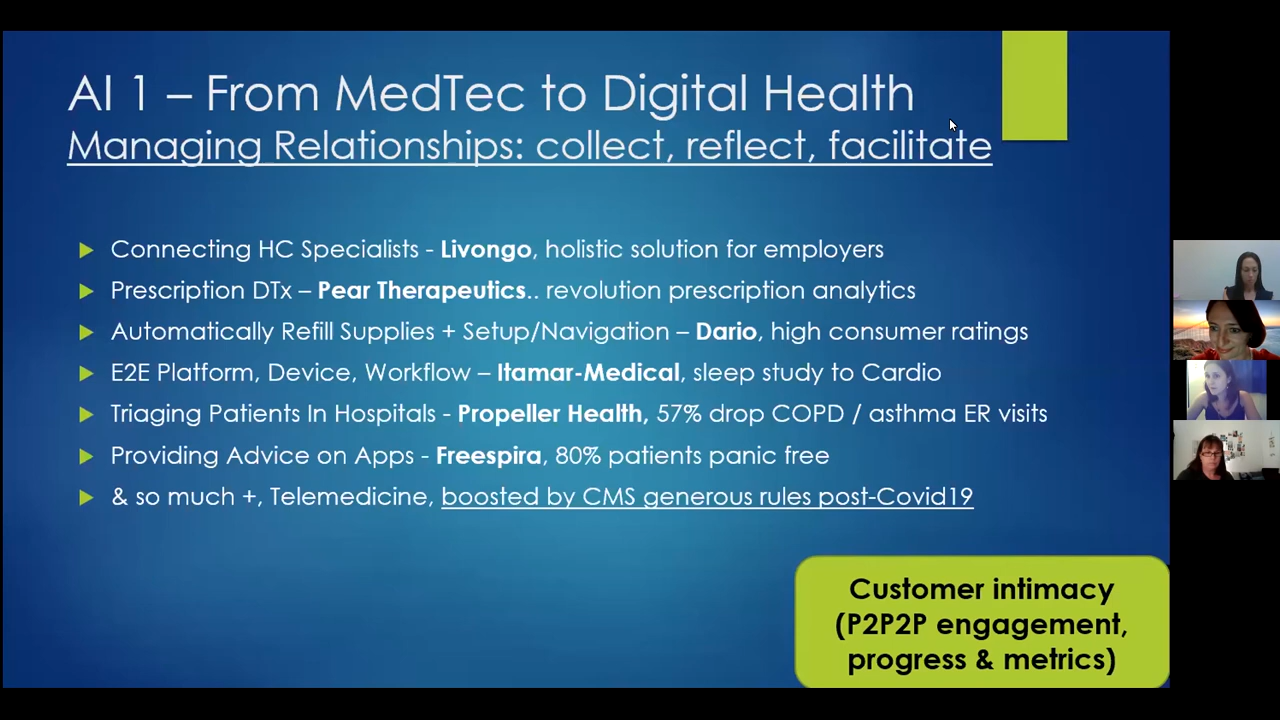 AI 1 – From MedTec to Digital Health
Managing Relationships: collect, reflect, facilitate
Connecting HC Specialists - Livongo, holistic solution for employers
Prescription DTx – Pear Therapeutics.. revolution prescription analytics
Automatically Refill Supplies + Setup/Navigation – Dario, high consumer ratings
E2E Platform, Device, Workflow – Itamar-Medical, sleep study to Cardio
Triaging Patients In Hospitals - Propeller Health, 57% drop COPD / asthma ER visits
Providing Advice on Apps - Freespira, 80% patients panic free
& so much +, Telemedicine, boosted by CMS generous rules post-Covid19
Customer intimacy
(P2P2P engagement,
progress & metrics)